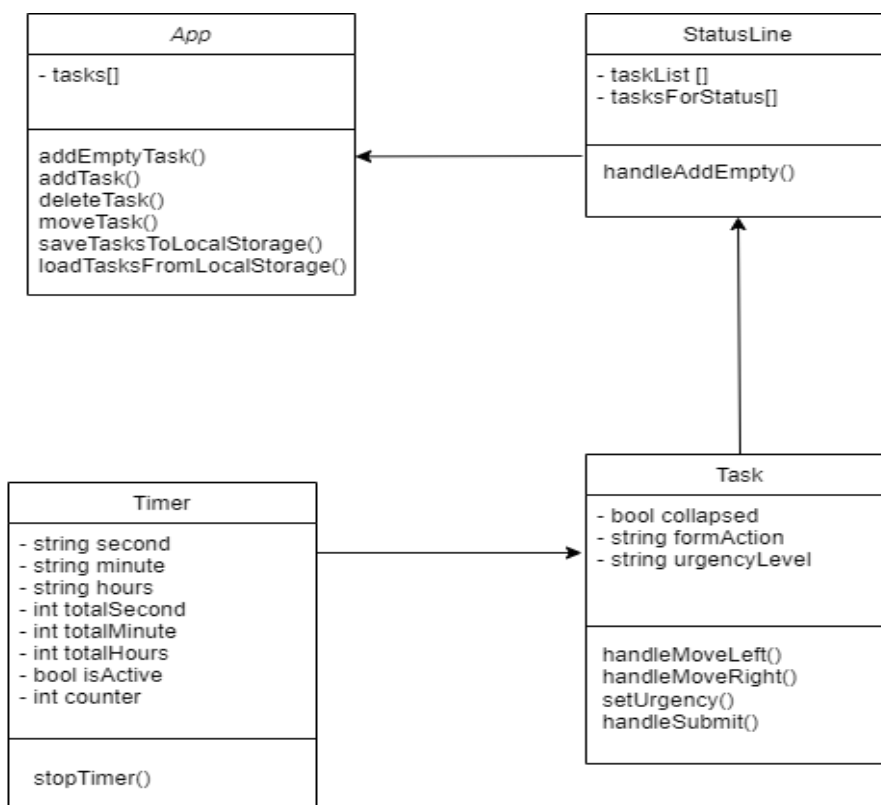 App
- tasks[]
addEmptyTask()
addTask()
deleteTask()
moveTask()
saveTasksToLocalStorage()
loadTasksFromLocalStorage()
StatusLine
- taskList []
- tasksForStatus[]
handleAddEmpty()
Timer
- string second
- string minute
- string hours
- int totalSecond
- int totalMinute
- int totalHours
- bool isActive
- int counter
stopTimer()
Task
- bool collapsed
- string formAction
- string urgencyLevel
handleMoveLeft()
handleMoveRight()
setUrgency()
handleSubmit()